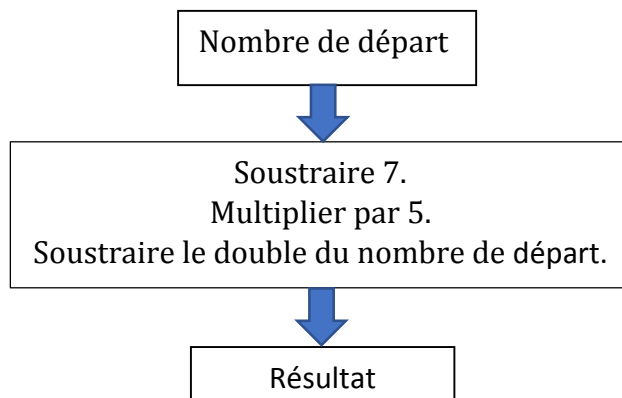 Nombre de départ
Soustraire 7.
Multiplier par 5.
Soustraire le double du nombre de départ.
Résultat